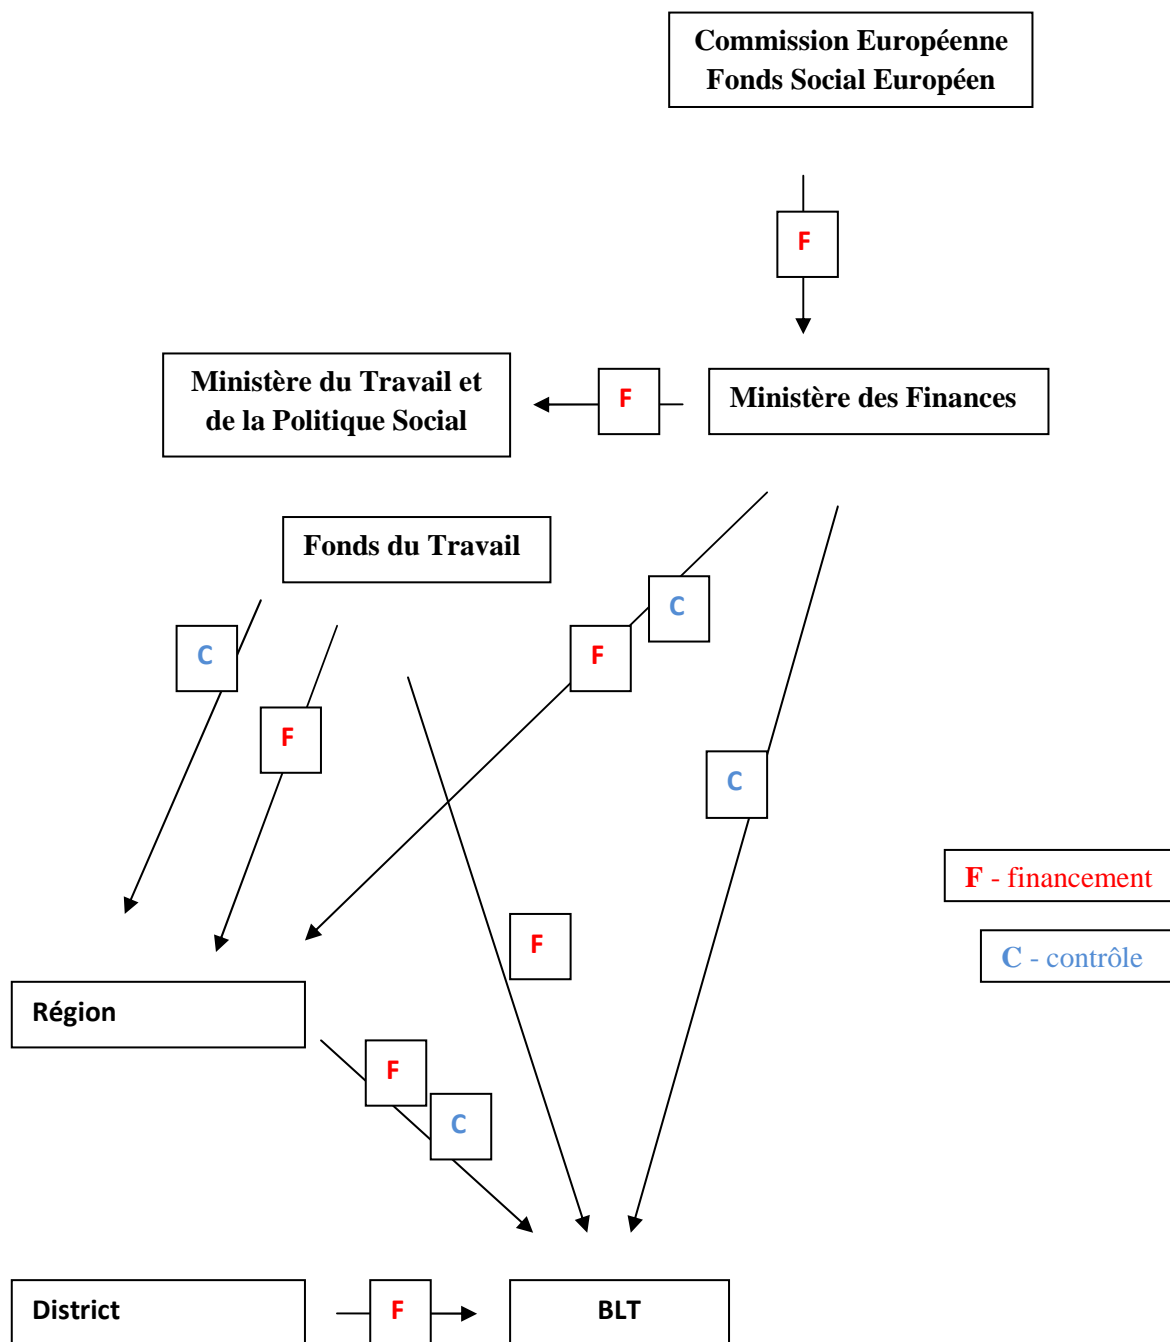 Commission Européenne
Fonds Social Européen
F
Ministère du Travail et
de la Politique Social
F
Ministère des Finances
Fonds du Travail
C
F
C
F
C
F - financement
F
C - contrôle
Région
F
C
District
F
BLT